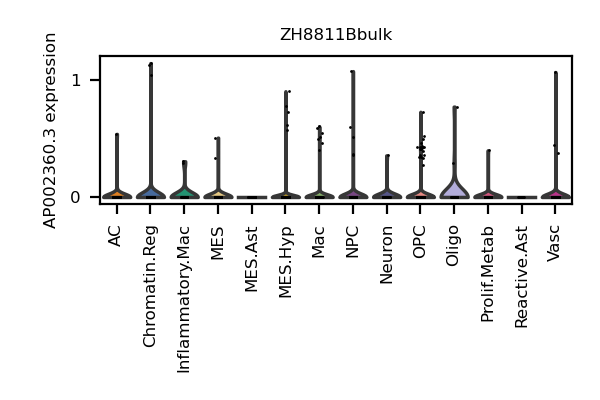 ZH8811Bbulk
AP002360.3 expression
1
0
AC
Chromatin.Reg
Inflammatory.Mac
MES
MES.Ast
MES.Hyp
Mac
NPC
Neuron
OPC
Oligo
Prolif.Metab
Reactive.Ast
Vasc